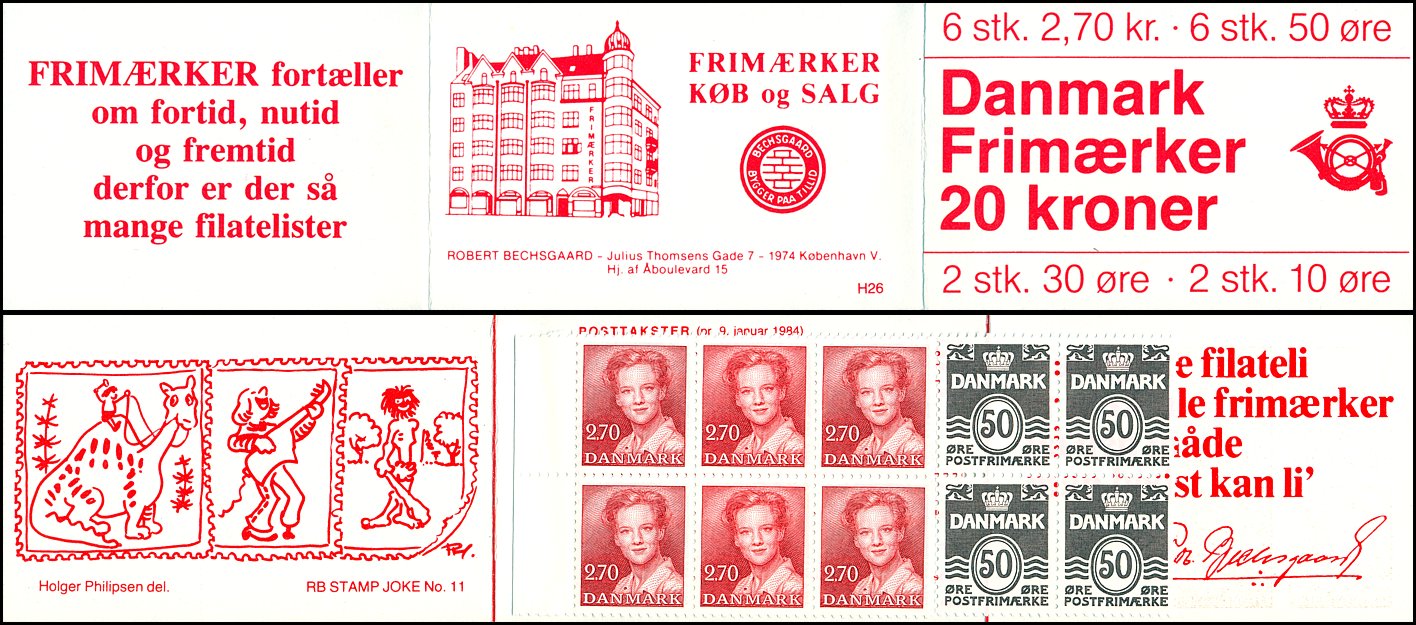 FRIMÆRKER fortæller
om fortid, nutid
og fremtid
derfor er der så
mange filatelister
FRIMÆRKER
FRIMÆRKER
KØB og SALG
BECHSGAARD
BYGGER PAA TILLID
ROBERT BECHSGAARD – Julius Thomsens Gade 7 – 1974 København V.
Hj. af Åboulevard 15
H26
6 stk. 2,70 kr. · 6 stk. 50 øre
Danmark
Frimærker
20 kroner
2 stk. 30 øre · 2 stk. 10 øre
Holger Philipsen del.
RB STAMP JOKE No. 11
POSTTAKSTER (pr. 9. januar 1984)
2.70
DANMARK
2.70
DANMARK
2.70
DANMARK
DANMARK
50
ØRE ØRE
POSTFRIMÆRKE
DANMARK
50
ØRE ØRE
POSTFRIMÆRKE
2.70
DANMARK
2.70
DANMARK
2.70
DANMARK
DANMARK
50
ØRE ØRE
POSTFRIMÆRKE
DANMARK
50
ØRE ØRE
POSTFRIMÆRKE
e filateli
le frimærker
åde
st kan li’
Bechsgaard